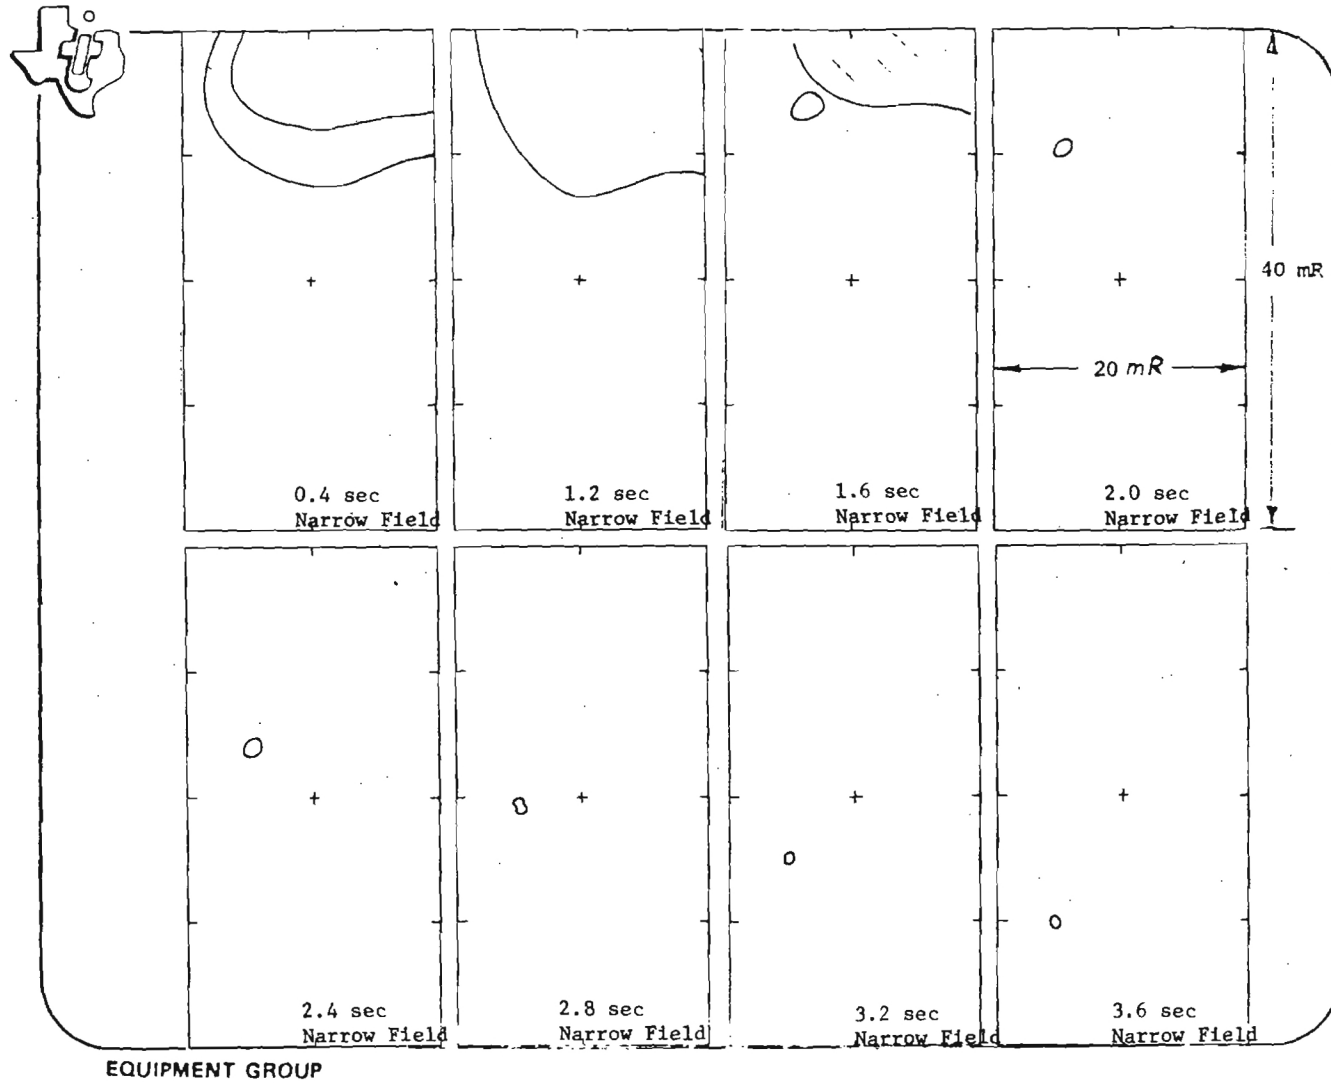 0.4 sec
Narrow Field
1.2 sec
Narrow Field
1.6 sec
Narrow Field
2.0 sec
Narrow Field
40 mR
20 mR
2.4 sec
Narrow Field
2.8 sec
Narrow Field
3.2 sec
Narrow Field
3.6 sec
Narrow Field
EQUIPMENT GROUP